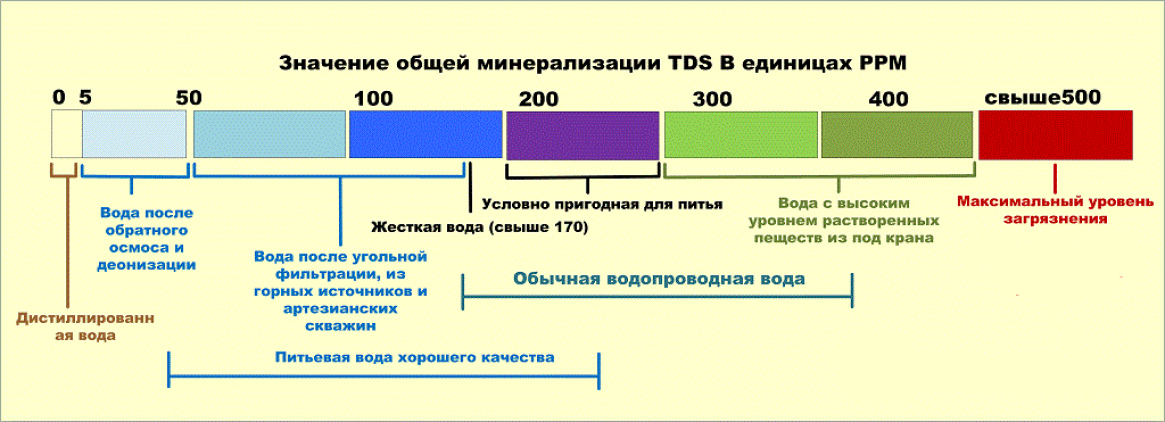 Значение общей минерализации TDS В единицах PPM
0 5 50 100 200 300 400 свыше500
Условно пригодная для питья
Вода с высоким
уровнем растворенных
пеществ из под крана
Максимальный уровень
загрязнения
Вода после
обратного
осмоса и
деонизации
Жесткая вода (свыше 170)
Вода после угольной
фильтрации, из
горных источников и
артезианских
скважин
Обычная водопроводная вода
Дистиллированн
ая вода
Питьевая вода хорошего качества